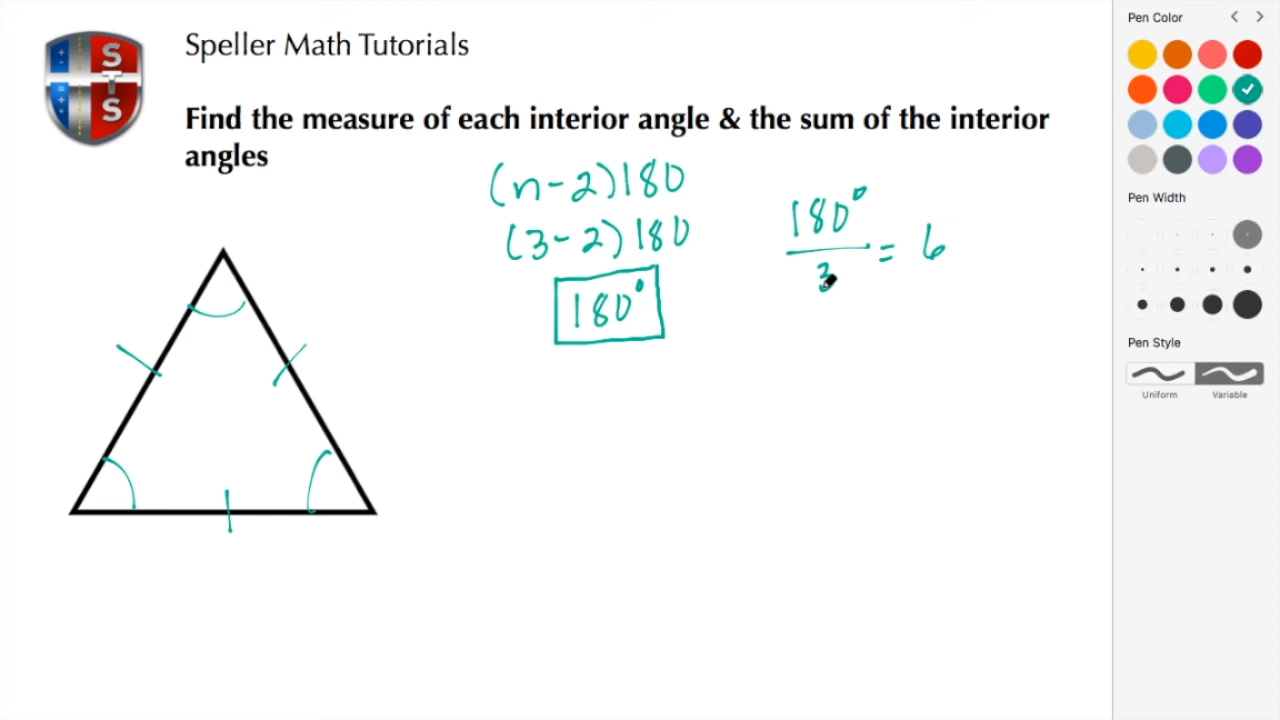 Speller Math Tutorials
S
T
S
Find the measure of each interior angle & the sum of the interior
angles
(n-2)180
(3-2)180
180°
180°
3
= 6
Pen Color
Pen Width
Pen Style
Uniform
Variable